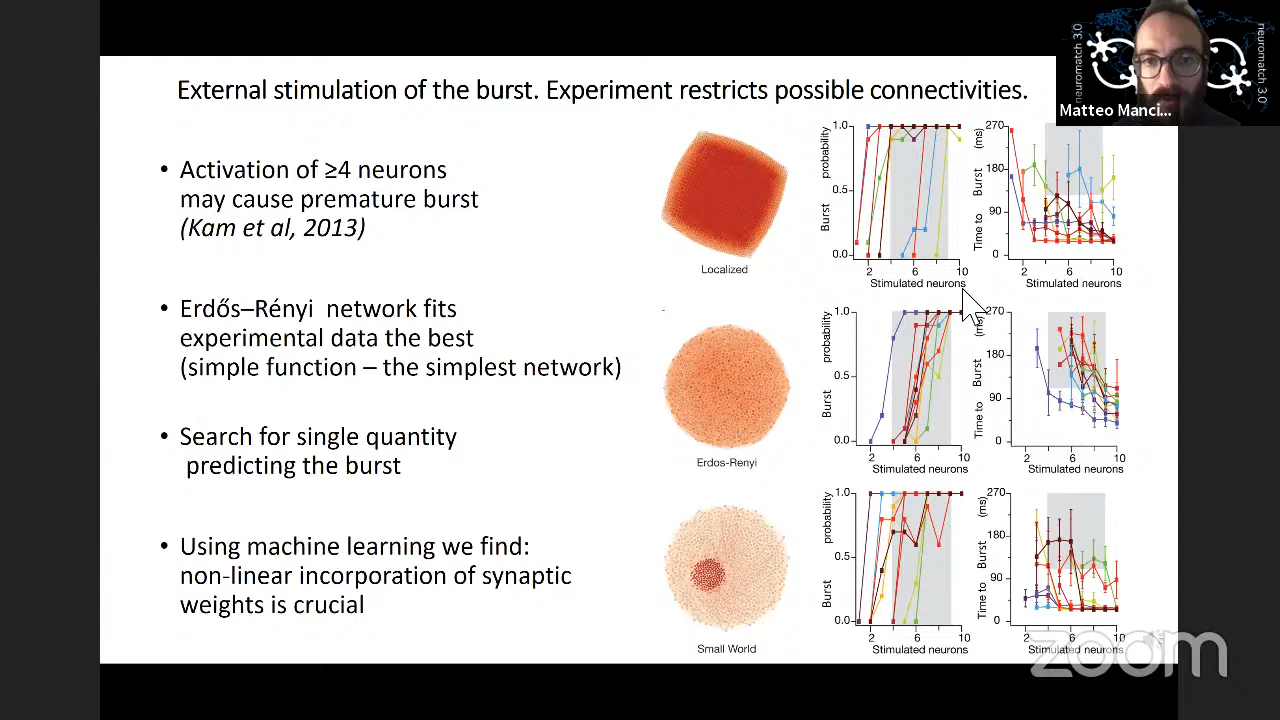 External stimulation of the burst. Experiment restricts possible connectivities.
neuromatch 3.0
neuromatch 3.0
Matteo Manci...
• Activation of ≥4 neurons
may cause premature burst
(Kam et al, 2013)
• Erdős–Rényi network fits
experimental data the best
(simple function – the simplest network)
• Search for single quantity
predicting the burst
• Using machine learning we find:
non-linear incorporation of synaptic
weights is crucial
Localized
Burst probability
1.0
0.5
0.0
2 6 10
Stimulated neurons
Time to Burst (ms)
270
180
90
0
2 6 10
Stimulated neurons
Erdos-Renyi
Burst probability
1.0
0.5
0.0
2 6 10
Stimulated neurons
Time to Burst (ms)
270
180
90
0
2 6 10
Stimulated neurons
Small World
Burst probability
1.0
0.5
0.0
2 6 10
Stimulated neurons
Time to Burst (ms)
270
180
90
0
2 6 10
Stimulated neurons
zoom